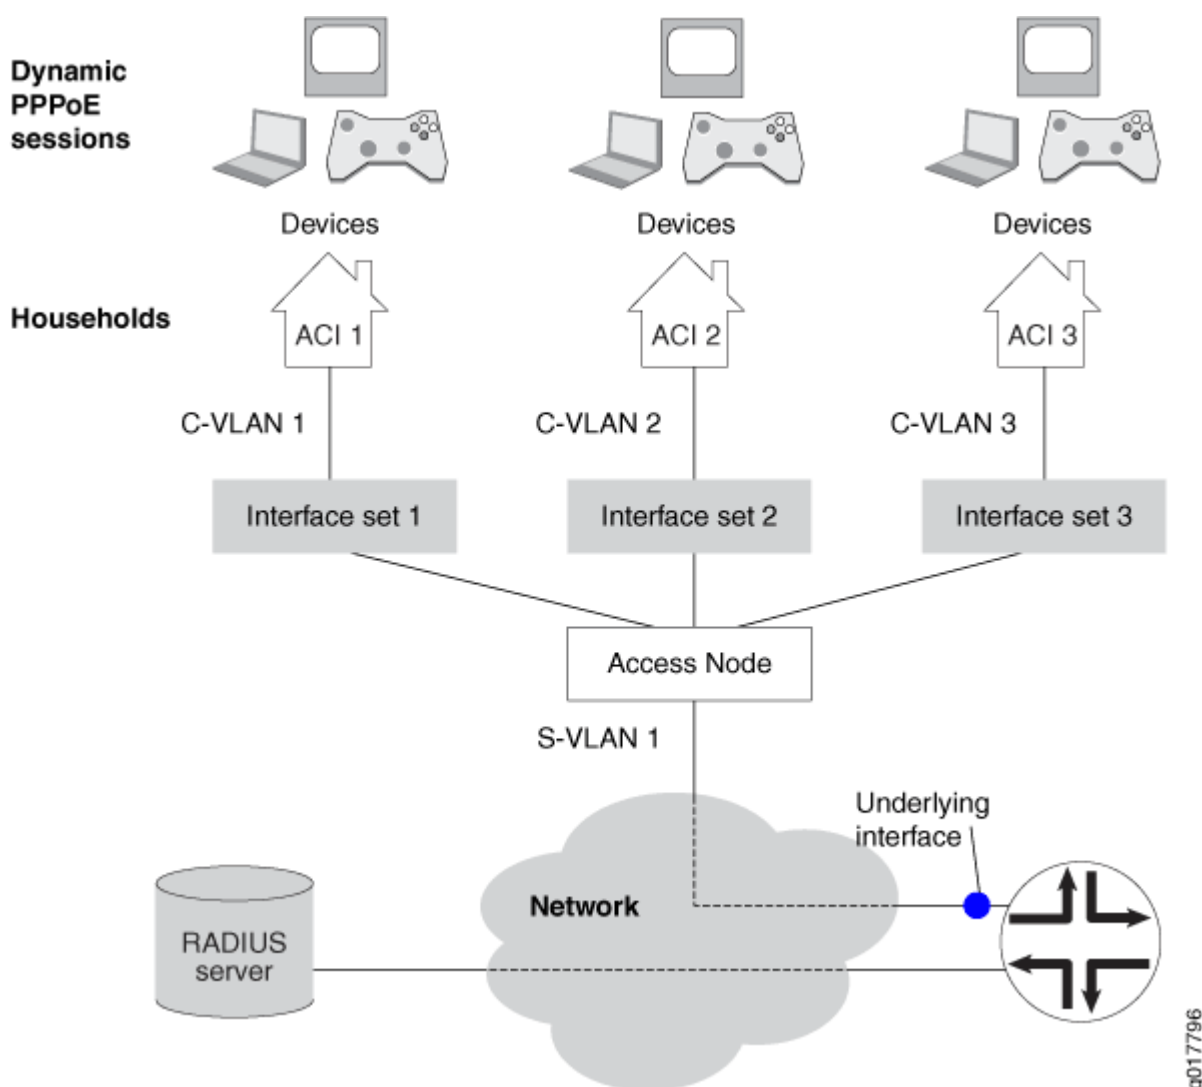 Dynamic
PPPoE
sessions
Devices
Devices
Devices
Households
ACI 1
ACI 2
ACI 3
C-VLAN 1
C-VLAN 2
C-VLAN 3
Interface set 1
Interface set 2
Interface set 3
Access Node
S-VLAN 1
Underlying
interface
Network
RADIUS
server
g017796